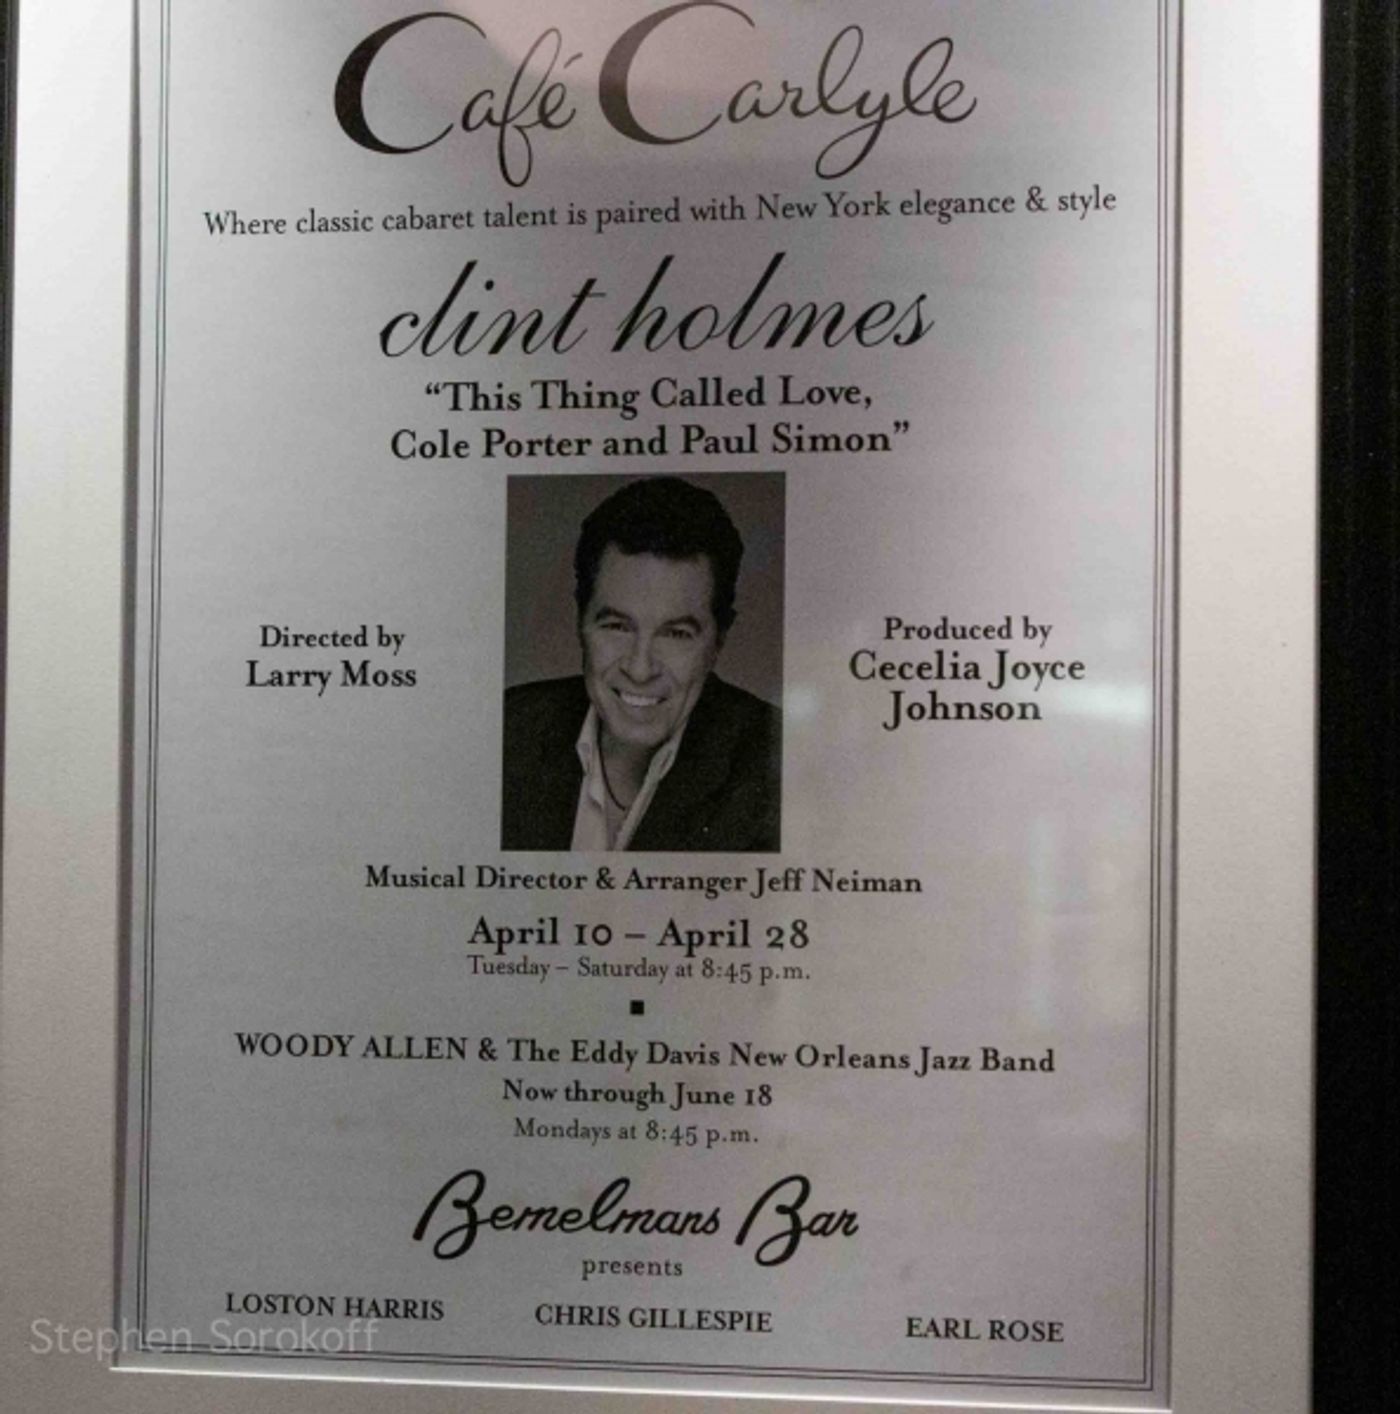 Café Carlyle
Where classic cabaret talent is paired with New York elegance & style
clint holmes
“This Thing Called Love,
Cole Porter and Paul Simon”
Directed by
Larry Moss
Produced by
Cecelia Joyce
Johnson
Musical Director & Arranger Jeff Neiman
April 10 – April 28
Tuesday – Saturday at 8:45 p.m.
WOODY ALLEN & The Eddy Davis New Orleans Jazz Band
Now through June 18
Mondays at 8:45 p.m.
Bemelmans Bar
presents
LOSTON HARRIS CHRIS GILLESPIE EARL ROSE
Stephen Sorokoff